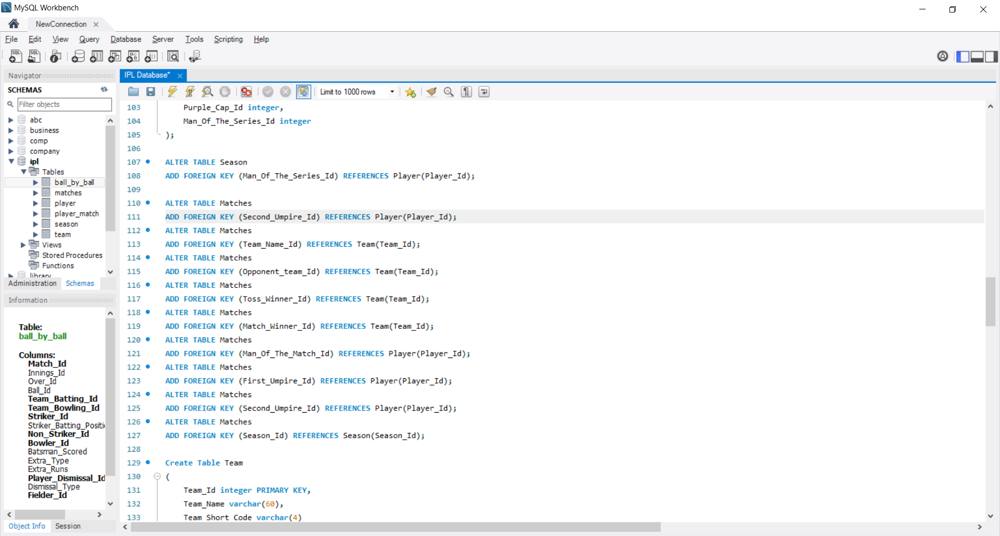 MySQL Workbench
NewConnection
File Edit View Query Database Server Tools Scripting Help
Navigator
SCHEMAS
Filter objects
abc
business
comp
company
ipl
Tables
ball_by_ball
matches
player
player_match
season
team
Views
Stored Procedures
Functions
library
Administration Schemas
Information
Table:
ball_by_ball
Columns:
Match_Id
Innings_Id
Over_Id
Ball_Id
Team_Batting_Id
Team_Bowling_Id
Striker_Id
Striker_Batting_Positi
Non_Striker_Id
Bowler_Id
Batsman_Scored
Extra_Type
Extra_Runs
Player_Dismissal_Id
Dismissal_Type
Fielder_Id
Object Info Session
IPL Database*
Limit to 1000 rows
103 Purple_Cap_Id integer,
104 Man_Of_The_Series_Id integer
105 );
106
107 ALTER TABLE Season
108 ADD FOREIGN KEY (Man_Of_The_Series_Id) REFERENCES Player(Player_Id);
109
110 ALTER TABLE Matches
111 ADD FOREIGN KEY (Second_Umpire_Id) REFERENCES Player(Player_Id);
112 ALTER TABLE Matches
113 ADD FOREIGN KEY (Team_Name_Id) REFERENCES Team(Team_Id);
114 ALTER TABLE Matches
115 ADD FOREIGN KEY (Opponent_team_Id) REFERENCES Team(Team_Id);
116 ALTER TABLE Matches
117 ADD FOREIGN KEY (Toss_Winner_Id) REFERENCES Team(Team_Id);
118 ALTER TABLE Matches
119 ADD FOREIGN KEY (Match_Winner_Id) REFERENCES Team(Team_Id);
120 ALTER TABLE Matches
121 ADD FOREIGN KEY (Man_Of_The_Match_Id) REFERENCES Player(Player_Id);
122 ALTER TABLE Matches
123 ADD FOREIGN KEY (First_Umpire_Id) REFERENCES Player(Player_Id);
124 ALTER TABLE Matches
125 ADD FOREIGN KEY (Second_Umpire_Id) REFERENCES Player(Player_Id);
126 ALTER TABLE Matches
127 ADD FOREIGN KEY (Season_Id) REFERENCES Season(Season_Id);
128
129 Create Table Team
130 (
131 Team_Id integer PRIMARY KEY,
132 Team_Name varchar(60),
133 Team_Short_Code varchar(4)